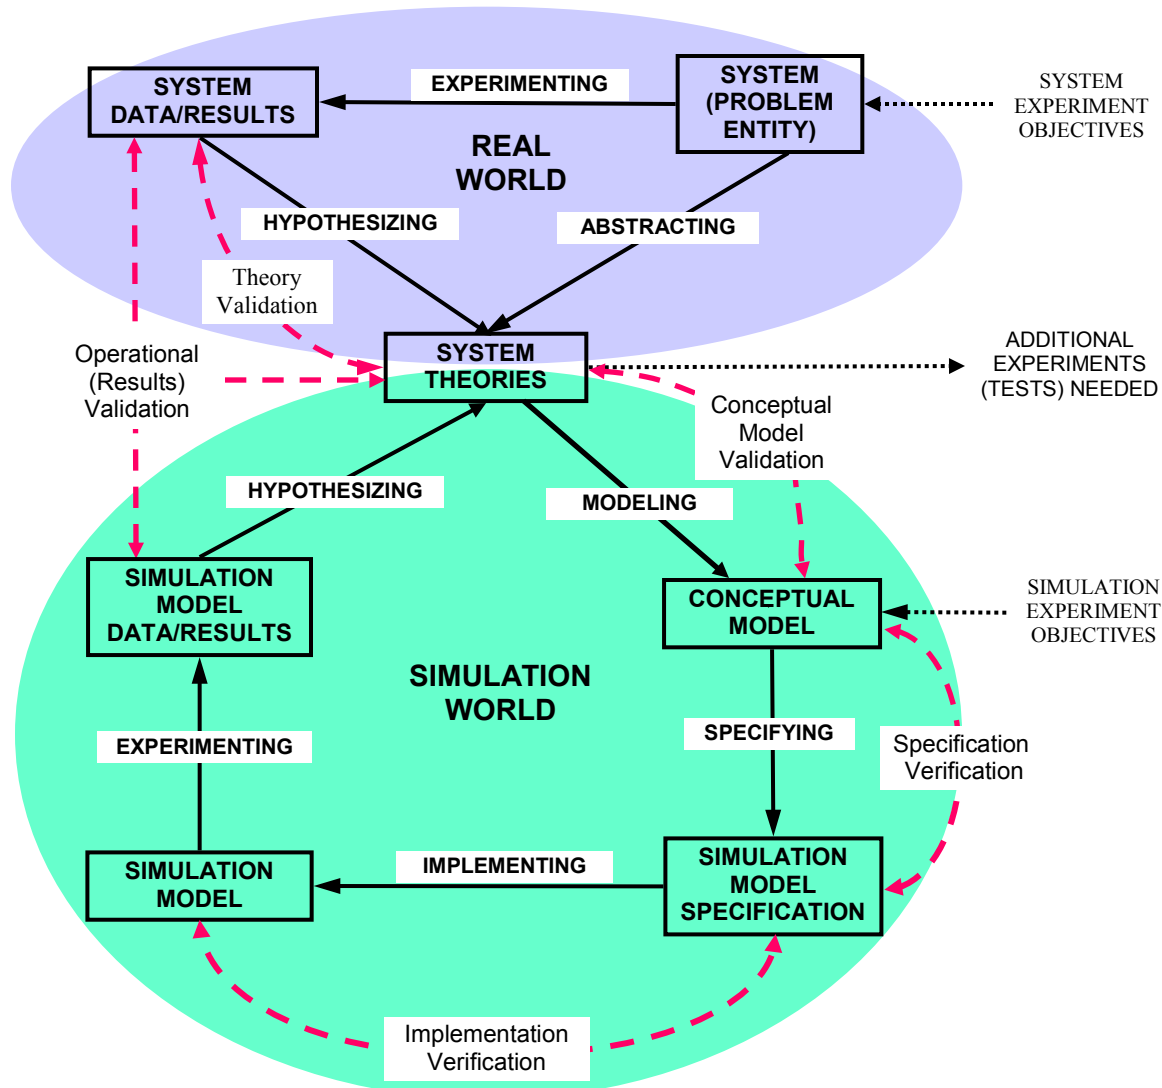 SYSTEM
DATA/RESULTS
EXPERIMENTING
SYSTEM
(PROBLEM
ENTITY)
SYSTEM
EXPERIMENT
OBJECTIVES
REAL
WORLD
HYPOTHESIZING
ABSTRACTING
Theory
Validation
Operational
(Results)
Validation
SYSTEM
THEORIES
ADDITIONAL
EXPERIMENTS
(TESTS) NEEDED
Conceptual
Model
Validation
HYPOTHESIZING
MODELING
SIMULATION
MODEL
DATA/RESULTS
CONCEPTUAL
MODEL
SIMULATION
EXPERIMENT
OBJECTIVES
SIMULATION
WORLD
EXPERIMENTING
SPECIFYING
Specification
Verification
SIMULATION
MODEL
IMPLEMENTING
SIMULATION
MODEL
SPECIFICATION
Implementation
Verification